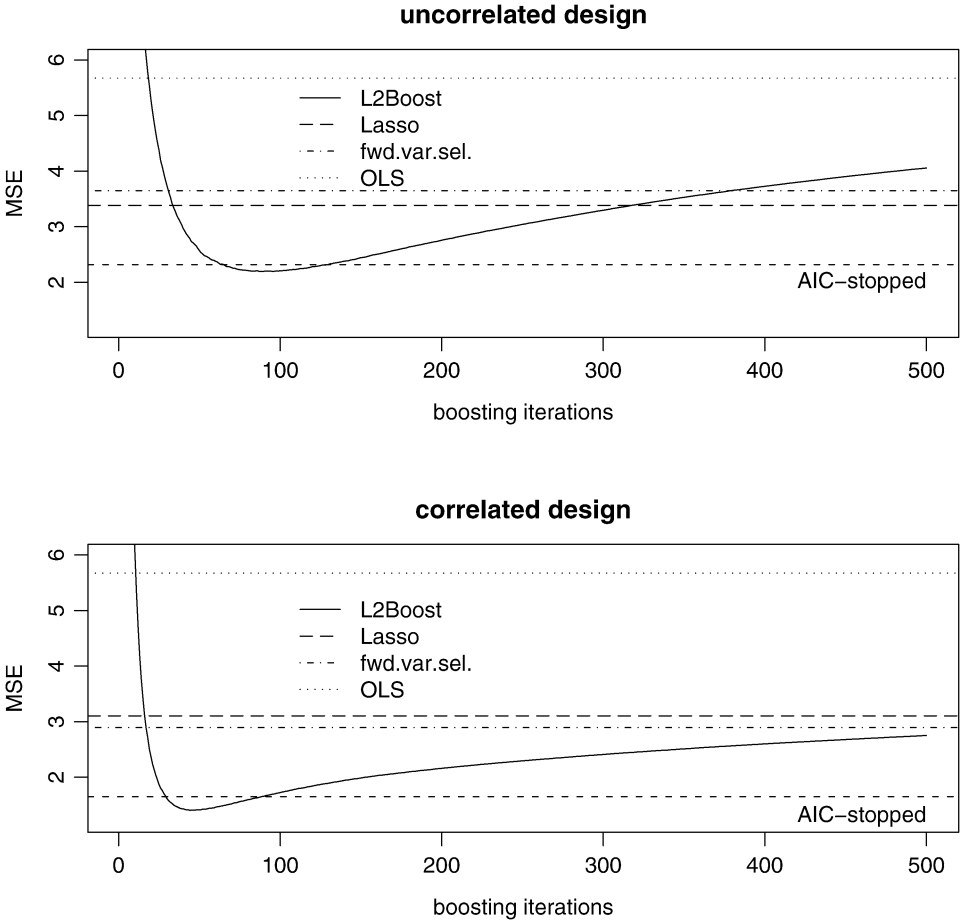 uncorrelated design
6
5
4
3
2
MSE
L2Boost
Lasso
fwd.var.sel.
OLS
AIC−stopped
0 100 200 300 400 500
boosting iterations
correlated design
6
5
4
3
2
MSE
L2Boost
Lasso
fwd.var.sel.
OLS
AIC−stopped
0 100 200 300 400 500
boosting iterations